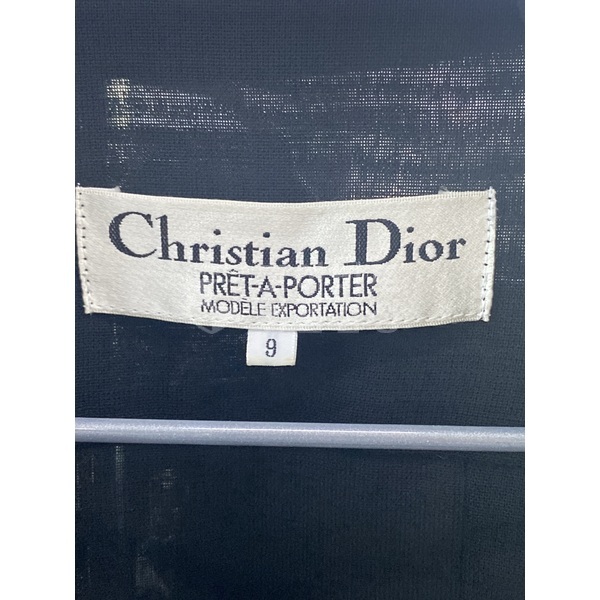 Christian Dior
PRÊT-A-PORTER
MODÈLE EXPORTATION
9